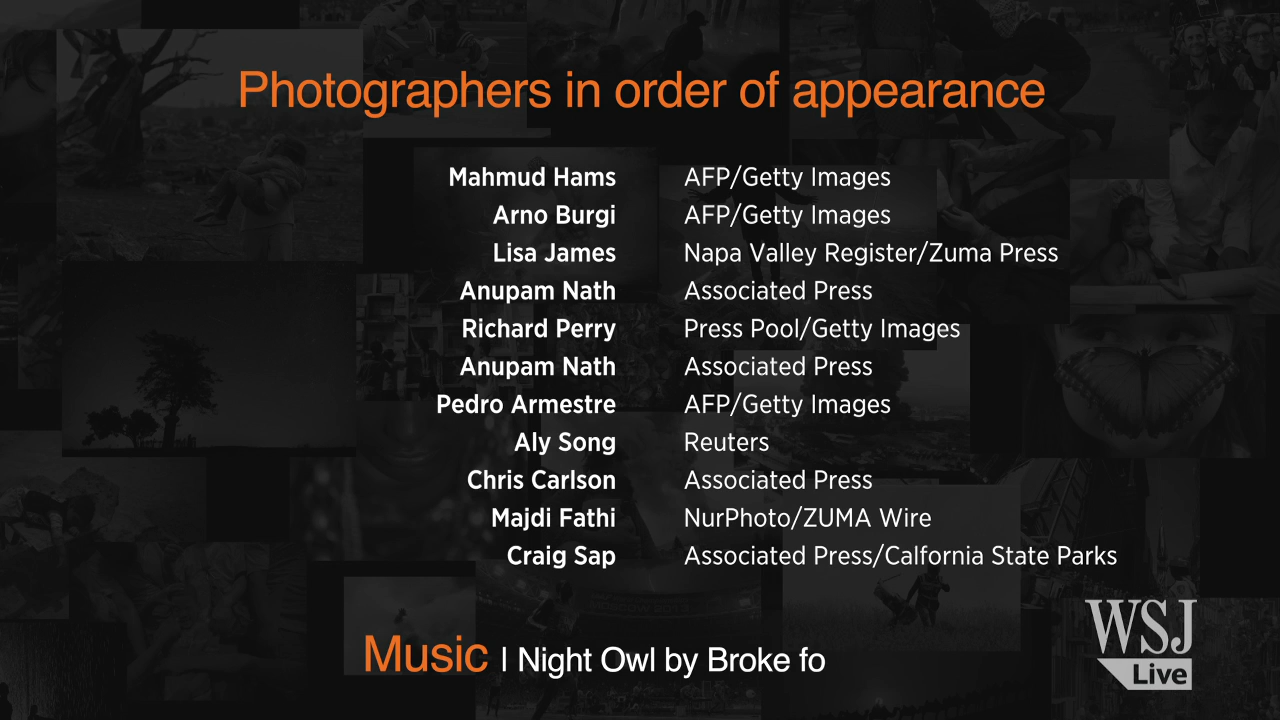 Photographers in order of appearance
Mahmud Hams AFP/Getty Images
Arno Burgi AFP/Getty Images
Lisa James Napa Valley Register/Zuma Press
Anupam Nath Associated Press
Richard Perry Press Pool/Getty Images
Anupam Nath Associated Press
Pedro Armestre AFP/Getty Images
Aly Song Reuters
Chris Carlson Associated Press
Majdi Fathi NurPhoto/ZUMA Wire
Craig Sap Associated Press/Calfornia State Parks
Music | Night Owl by Broke fo
WSJ
Live